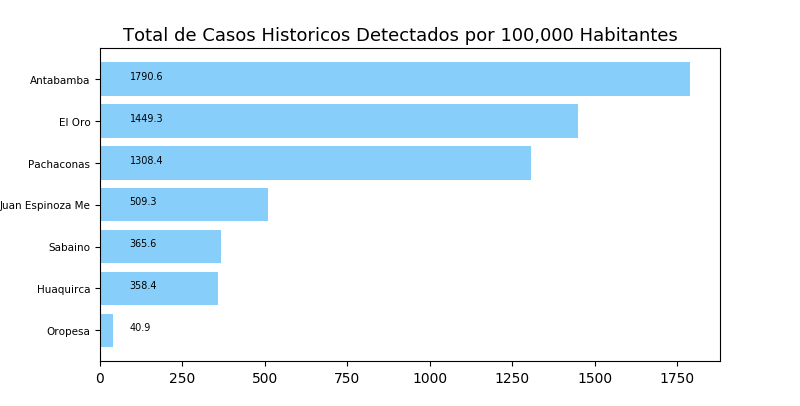 Total de Casos Historicos Detectados por 100,000 Habitantes
Antabamba 1790.6
El Oro 1449.3
Pachaconas 1308.4
Juan Espinoza Me 509.3
Sabaino 365.6
Huaquirca 358.4
Oropesa 40.9
0 250 500 750 1000 1250 1500 1750